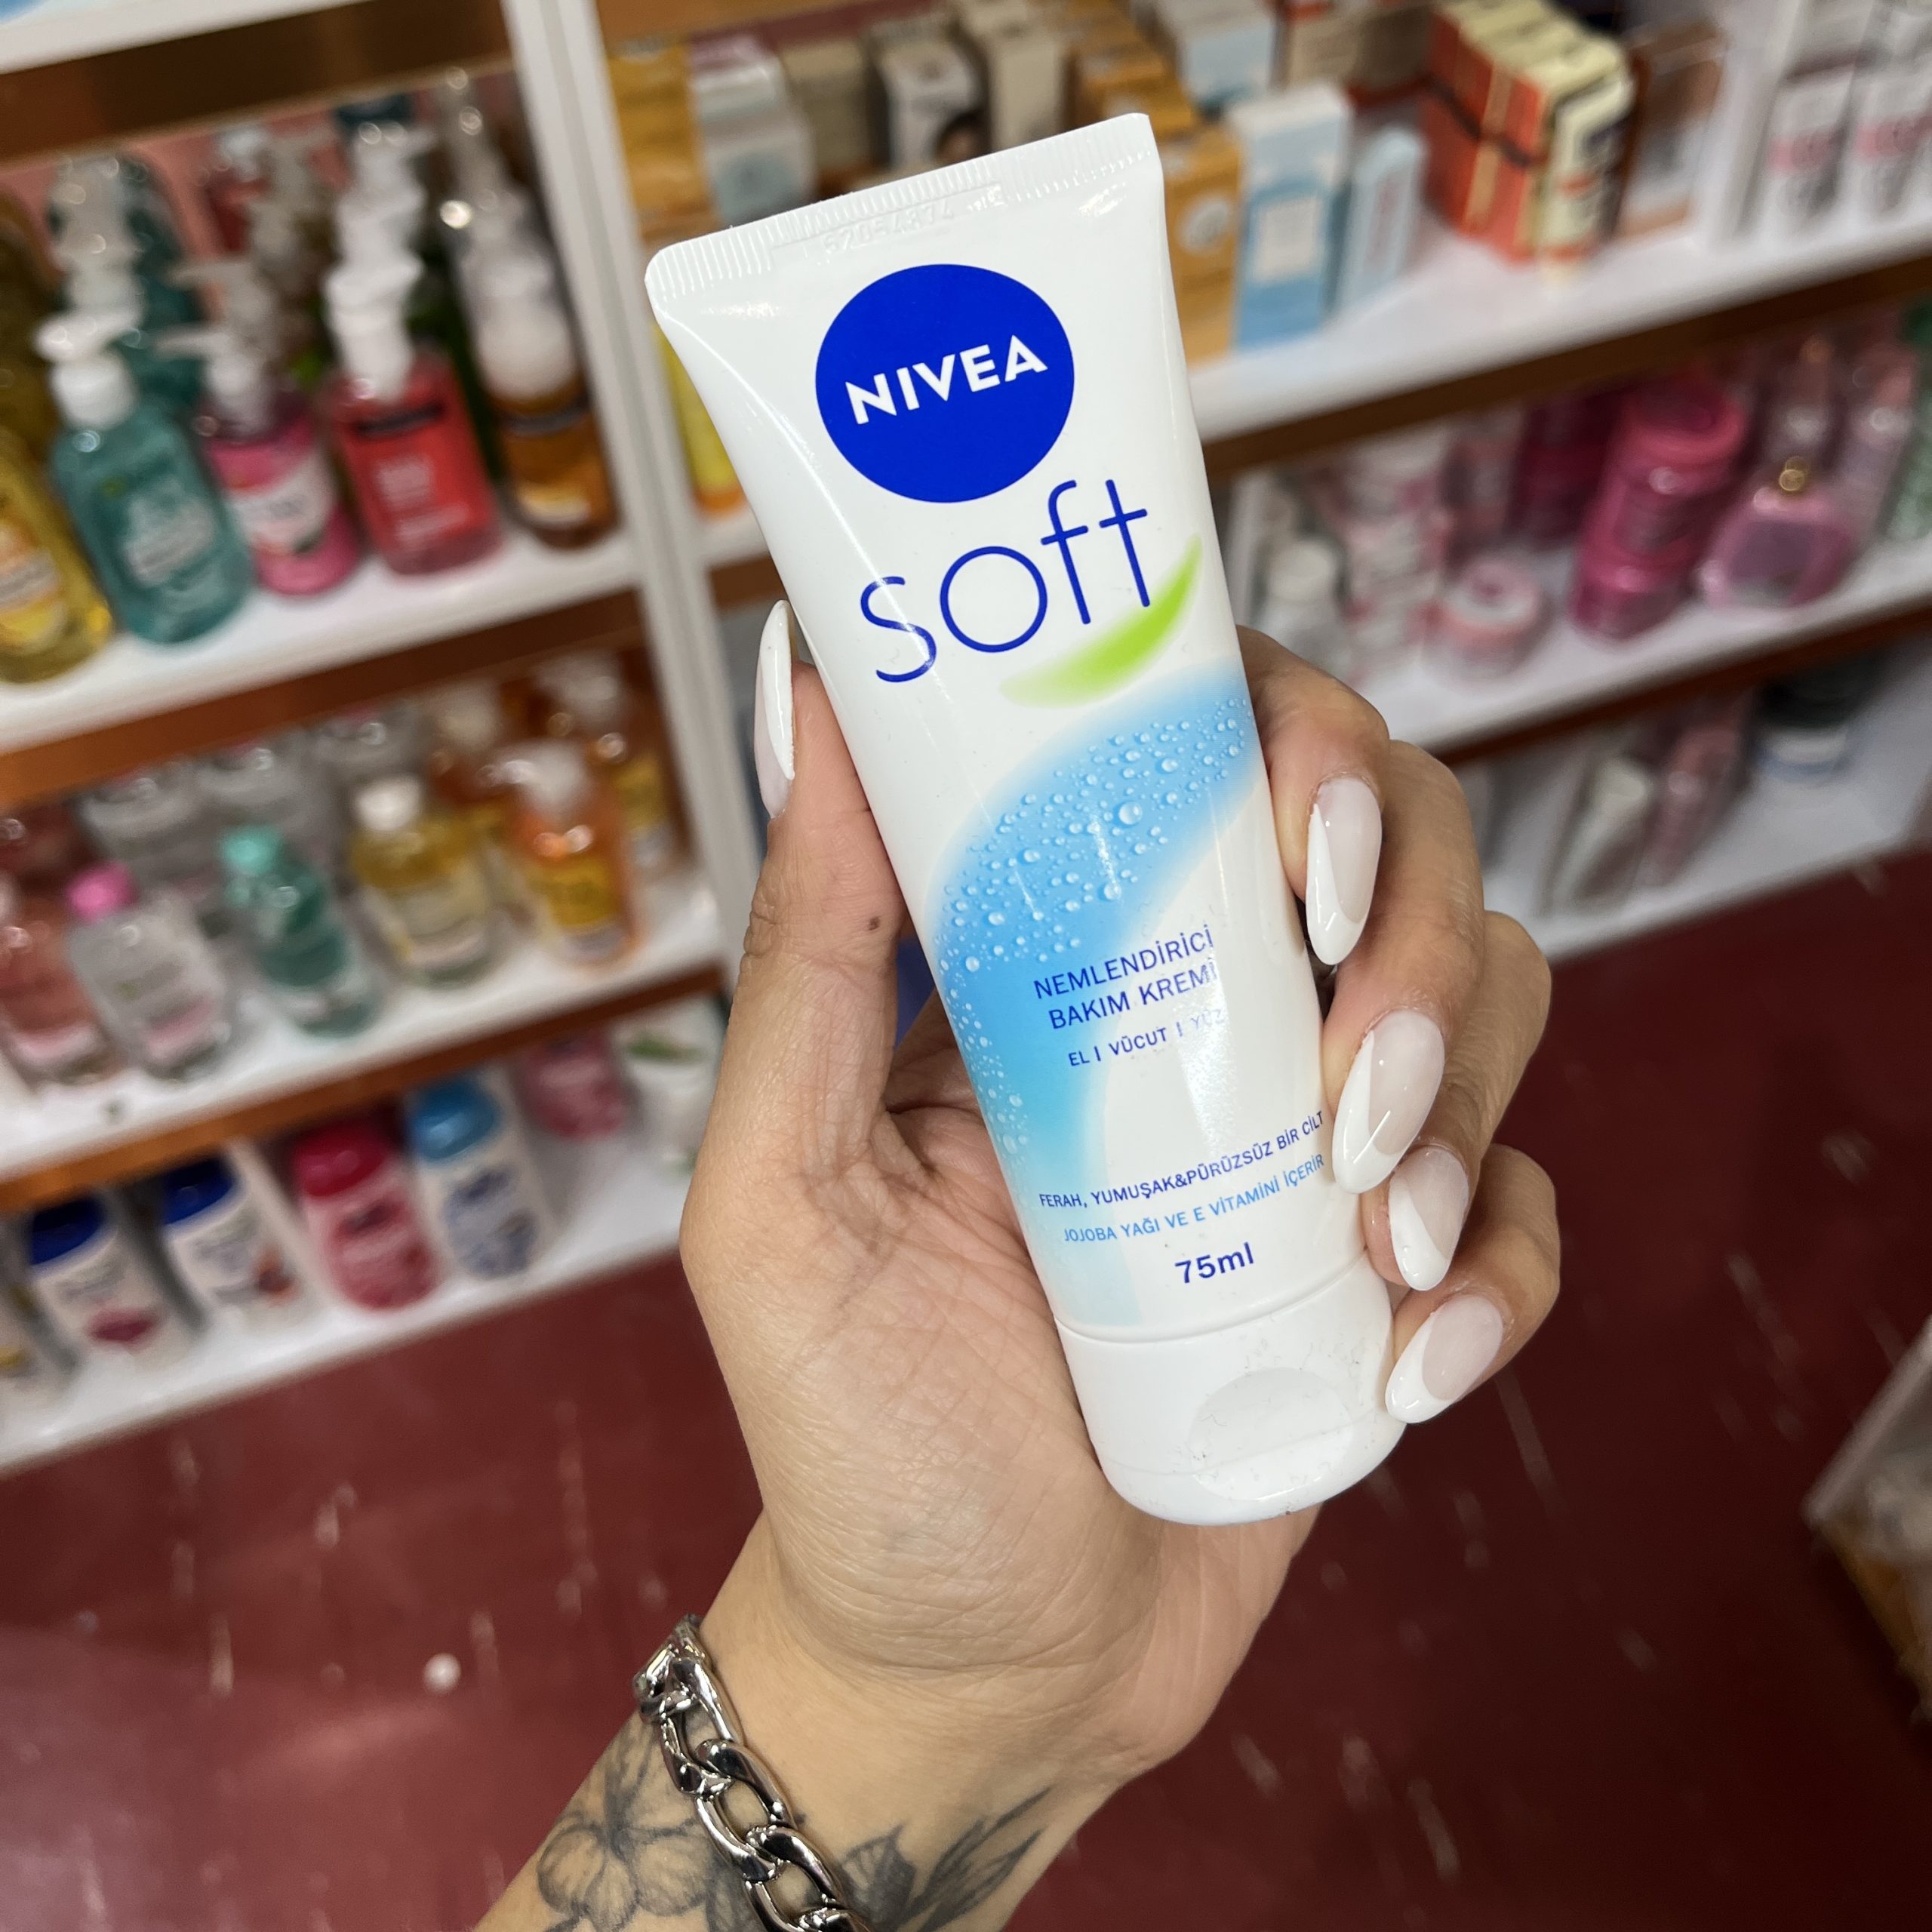 NIVEA
soft
NEMLENDİRİCİ
BAKIM KREMİ
EL I VÜCUT I YÜZ
FERAH, YUMUŞAK&PÜRÜZSÜZ BİR CİLT
JOJOBA YAĞI VE E VİTAMİNİ İÇERİR
75ml